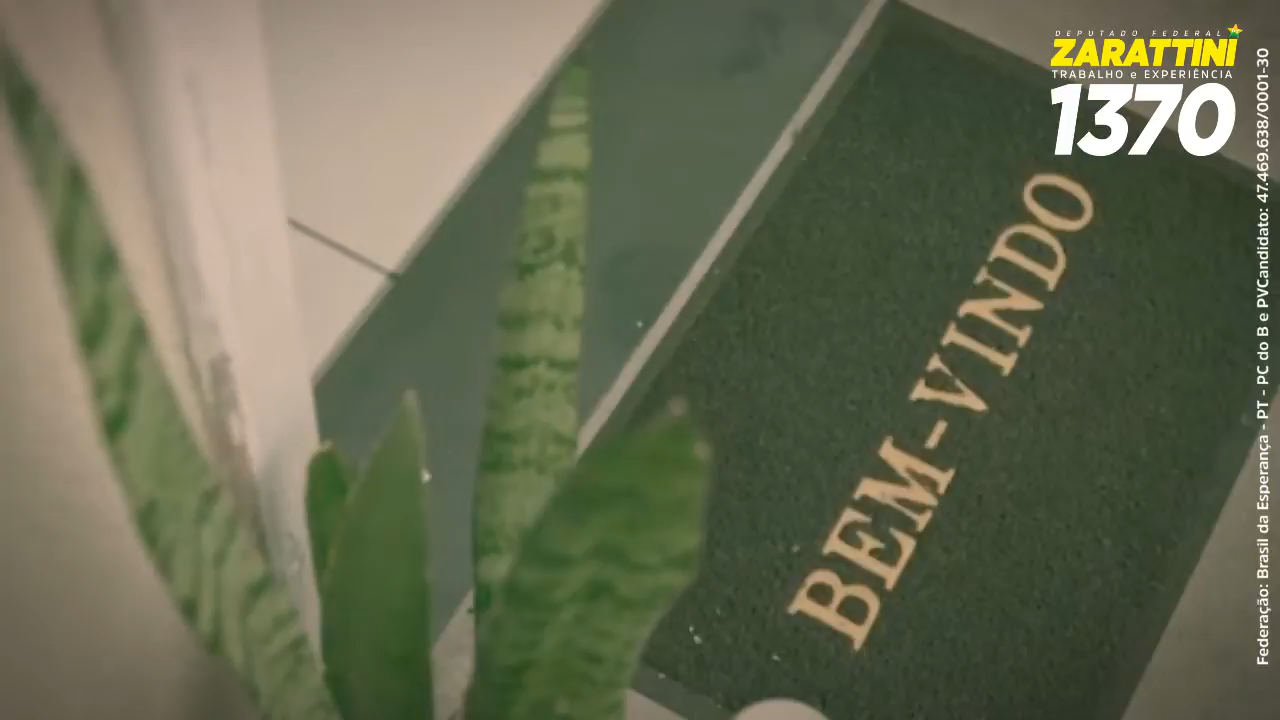 DEPUTADO FEDERAL
ZARATTINI
TRABALHO e EXPERIÊNCIA
1370
BEM-VINDO
Federação: Brasil da Esperança - PT - PC do B e PVCandidato: 47.469.638/0001-30